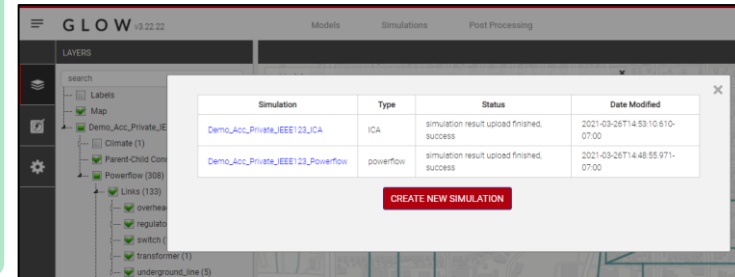 GLOW v3.22.22
Models Simulations Post Processing
LAYERS
search
Labels
Map
Demo_Acc_Private_IE
Climate (1)
Parent-Child Con
Powerflow (308)
Links (133)
overhea
regulato
switch (
transformer (1)
underground_line (5)
Simulation Type Status Date Modified
Demo_Acc_Private_IEEE123_ICA ICA simulation result upload finished, success 2021-03-26T14:53:10.610-07:00
Demo_Acc_Private_IEEE123_Powerflow powerflow simulation result upload finished, success 2021-03-26T14:48:55.971-07:00
CREATE NEW SIMULATION